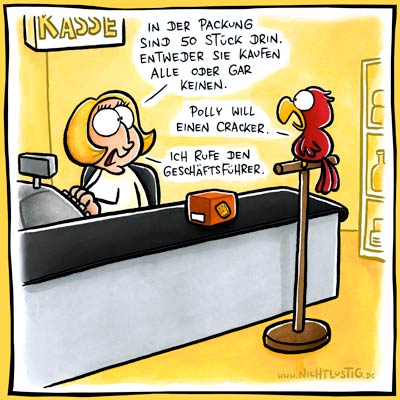 KASSE
IN DER PACKUNG
SIND 50 STÜCK DRIN.
ENTWEDER SIE KAUFEN
ALLE ODER GAR
KEINEN.
POLLY WILL
EINEN CRACKER.
ICH RUFE DEN
GESCHÄFTSFÜHRER.
WWW.NICHTLUSTIG.DE